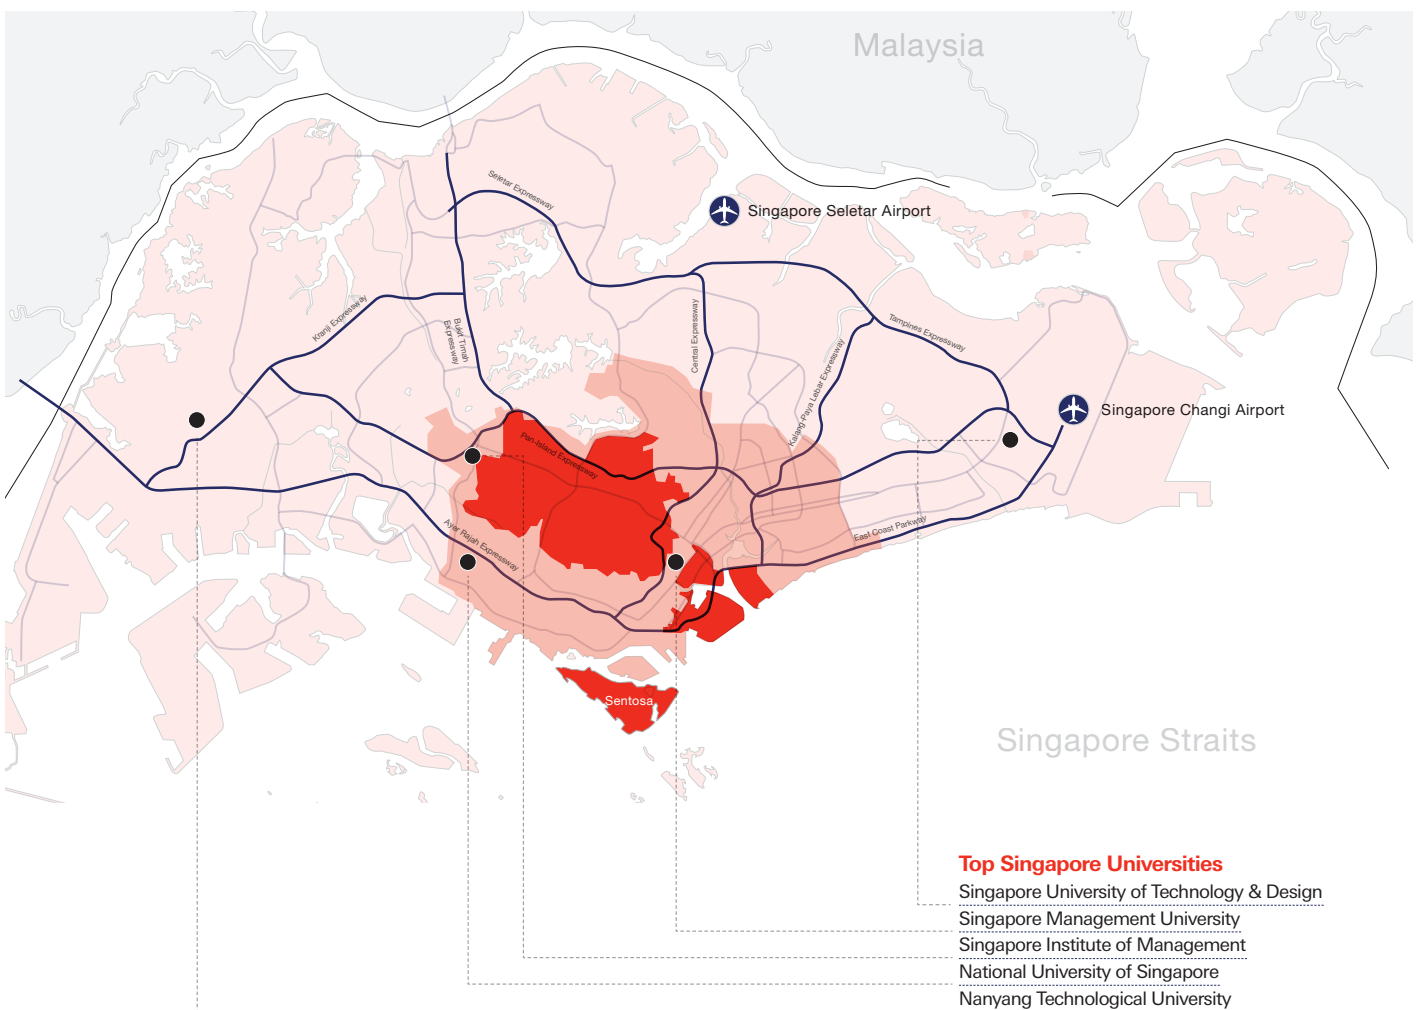 Malaysia
Seletar Expressway
Singapore Seletar Airport
Kranji Expressway
Bukit Timah
Expressway
Central Expressway
Tampines Expressway
Kalang-Paya Lebar Expressway
Singapore Changi Airport
Pan-Island Expressway
Ayer Rajah Expressway
East Coast Parkway
Sentosa
Singapore Straits
Top Singapore Universities
Singapore University of Technology & Design
Singapore Management University
Singapore Institute of Management
National University of Singapore
Nanyang Technological University